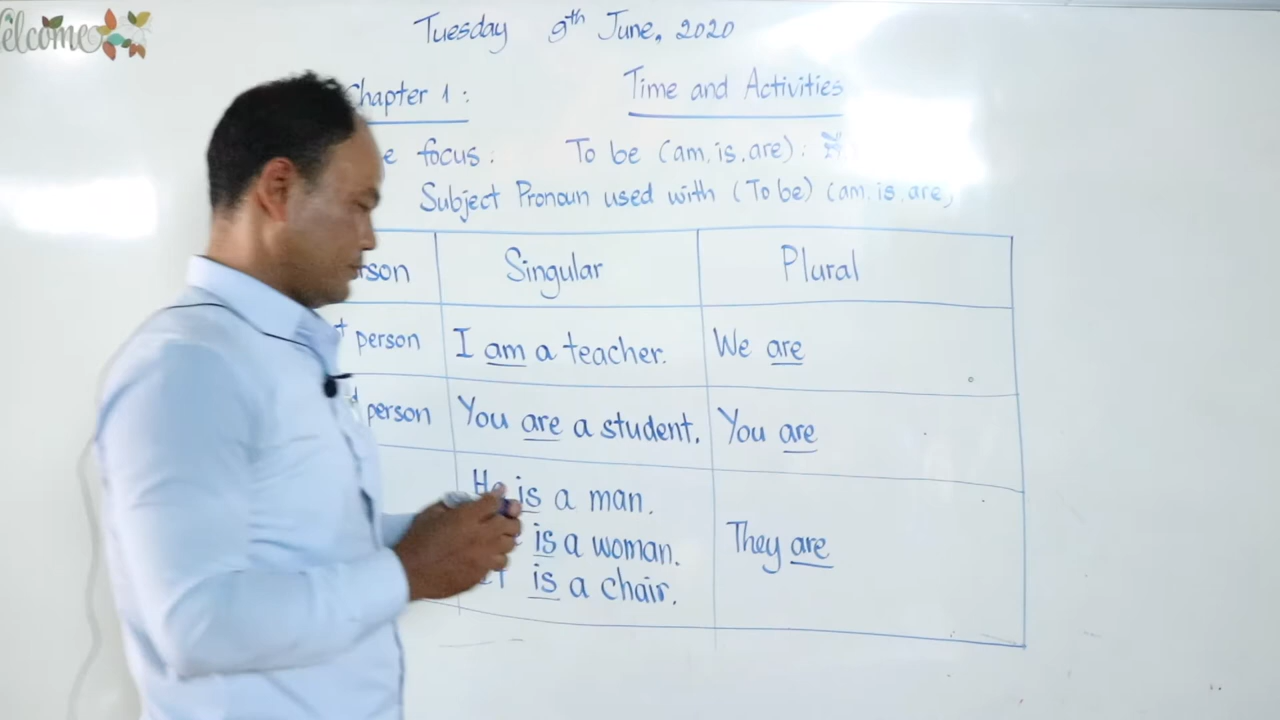 Welcome
Tuesday 9th June, 2020
Chapter 1: Time and Activities
focus: To be (am, is, are):
Subject Pronoun used with (To be) (am, is, are)
Singular Plural
person I am a teacher. We are
person You are a student. You are
He is a man.
is a woman. They are
is a chair.